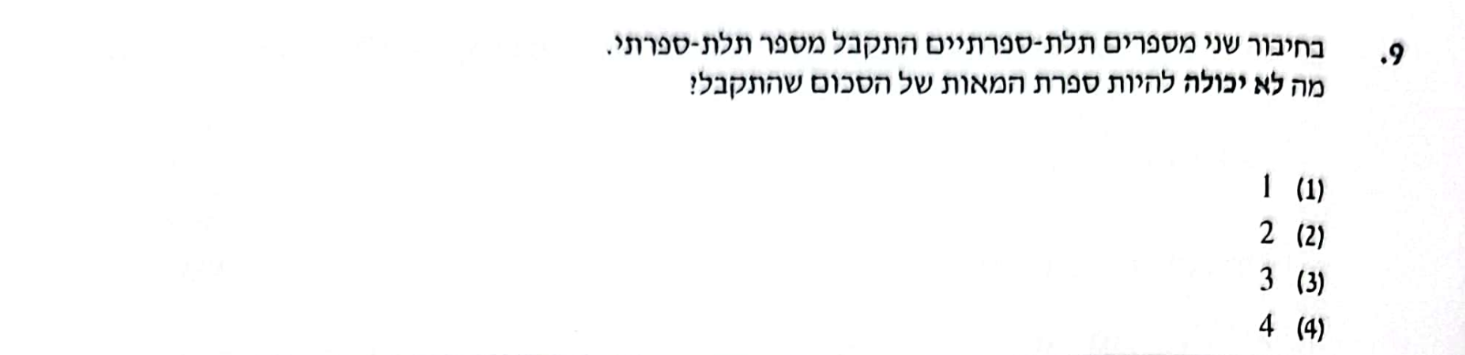 9. בחיבור שני מספרים תלת-ספרתיים התקבל מספר תלת-ספרתי.
מה לא יכולה להיות ספרת המאות של הסכום שהתקבל?
(1) 1
(2) 2
(3) 3
(4) 4